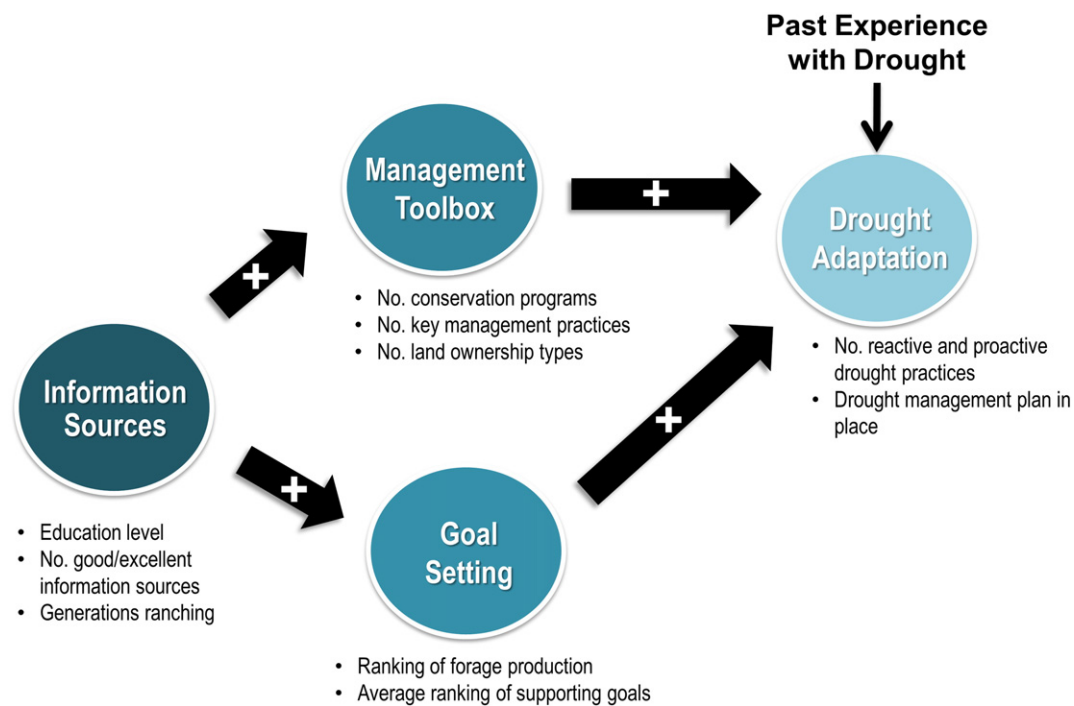 Past Experience
with Drought
Management
Toolbox
+
+
Drought
Adaptation
• No. conservation programs
• No. key management practices
• No. land ownership types
• No. reactive and proactive
drought practices
• Drought management plan in
place
Information
Sources
+
+
• Education level
• No. good/excellent
information sources
• Generations ranching
Goal
Setting
• Ranking of forage production
• Average ranking of supporting goals